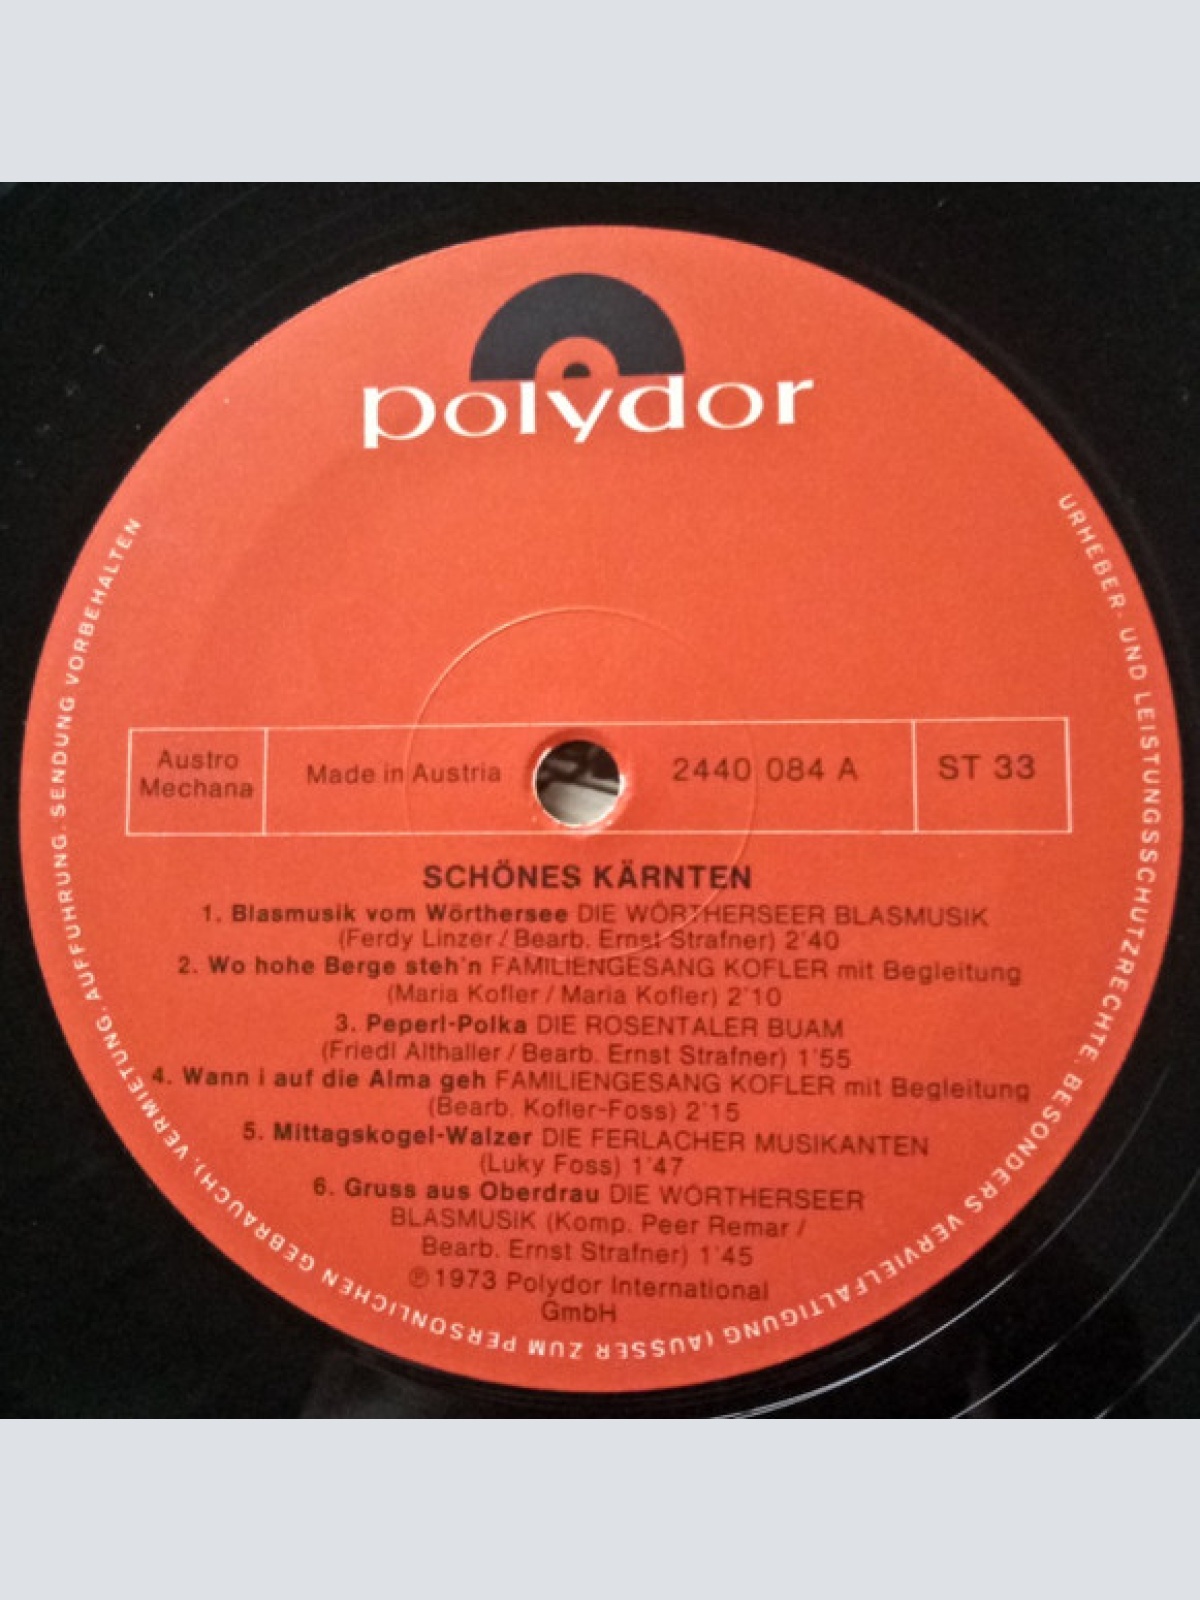 polydor
Austro
Mechana
Made in Austria
2440 084 A
ST 33
SCHÖNES KÄRNTEN
1. Blasmusik vom Wörthersee DIE WÖRTHERSEER BLASMUSIK
(Ferdy Linzer / Bearb. Ernst Strafner) 2'40
2. Wo hohe Berge steh'n FAMILIENGESANG KOFLER mit Begleitung
(Maria Kofler / Maria Kofler) 2'10
3. Peperl-Polka DIE ROSENTALER BUAM
(Friedl Althaller / Bearb. Ernst Strafner) 1'55
4. Wann i auf die Alma geh FAMILIENGESANG KOFLER mit Begleitung
(Bearb. Kofler-Foss) 2'15
5. Mittagskogel-Walzer DIE FERLACHER MUSIKANTEN
(Luky Foss) 1'47
6. Gruss aus Oberdrau DIE WÖRTHERSEER
BLASMUSIK (Komp. Peer Remar /
Bearb. Ernst Strafner) 1'45
℗ 1973 Polydor International
GmbH
URHEBER- UND LEISTUNGSSCHUTZRECHTE, BESONDERS VERVIELFÄLTIGUNG (AUSSER ZUM PERSÖNLICHEN GEBRAUCH), VERMIETUNG, AUFFÜHRUNG, SENDUNG VORBEHALTEN